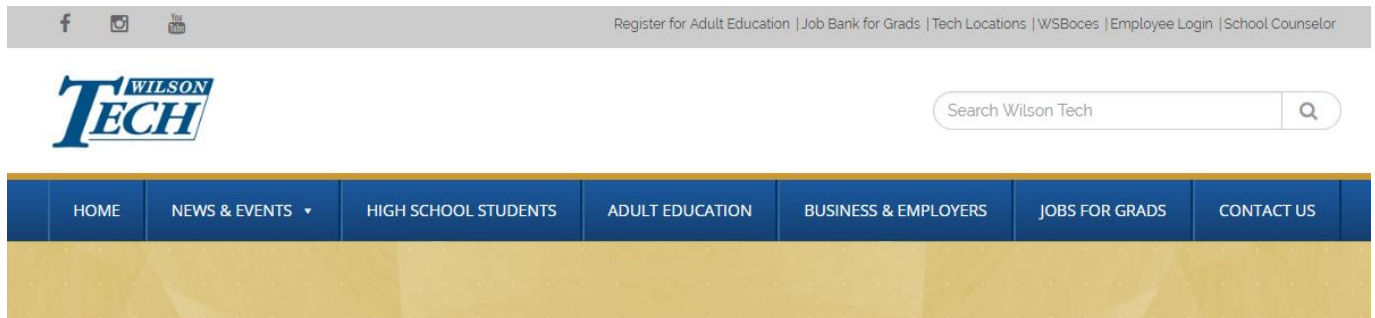 You Tube
Register for Adult Education | Job Bank for Grads | Tech Locations | WSBoces | Employee Login | School Counselor
WILSON
TECH
Search Wilson Tech
HOME NEWS & EVENTS HIGH SCHOOL STUDENTS ADULT EDUCATION BUSINESS & EMPLOYERS JOBS FOR GRADS CONTACT US